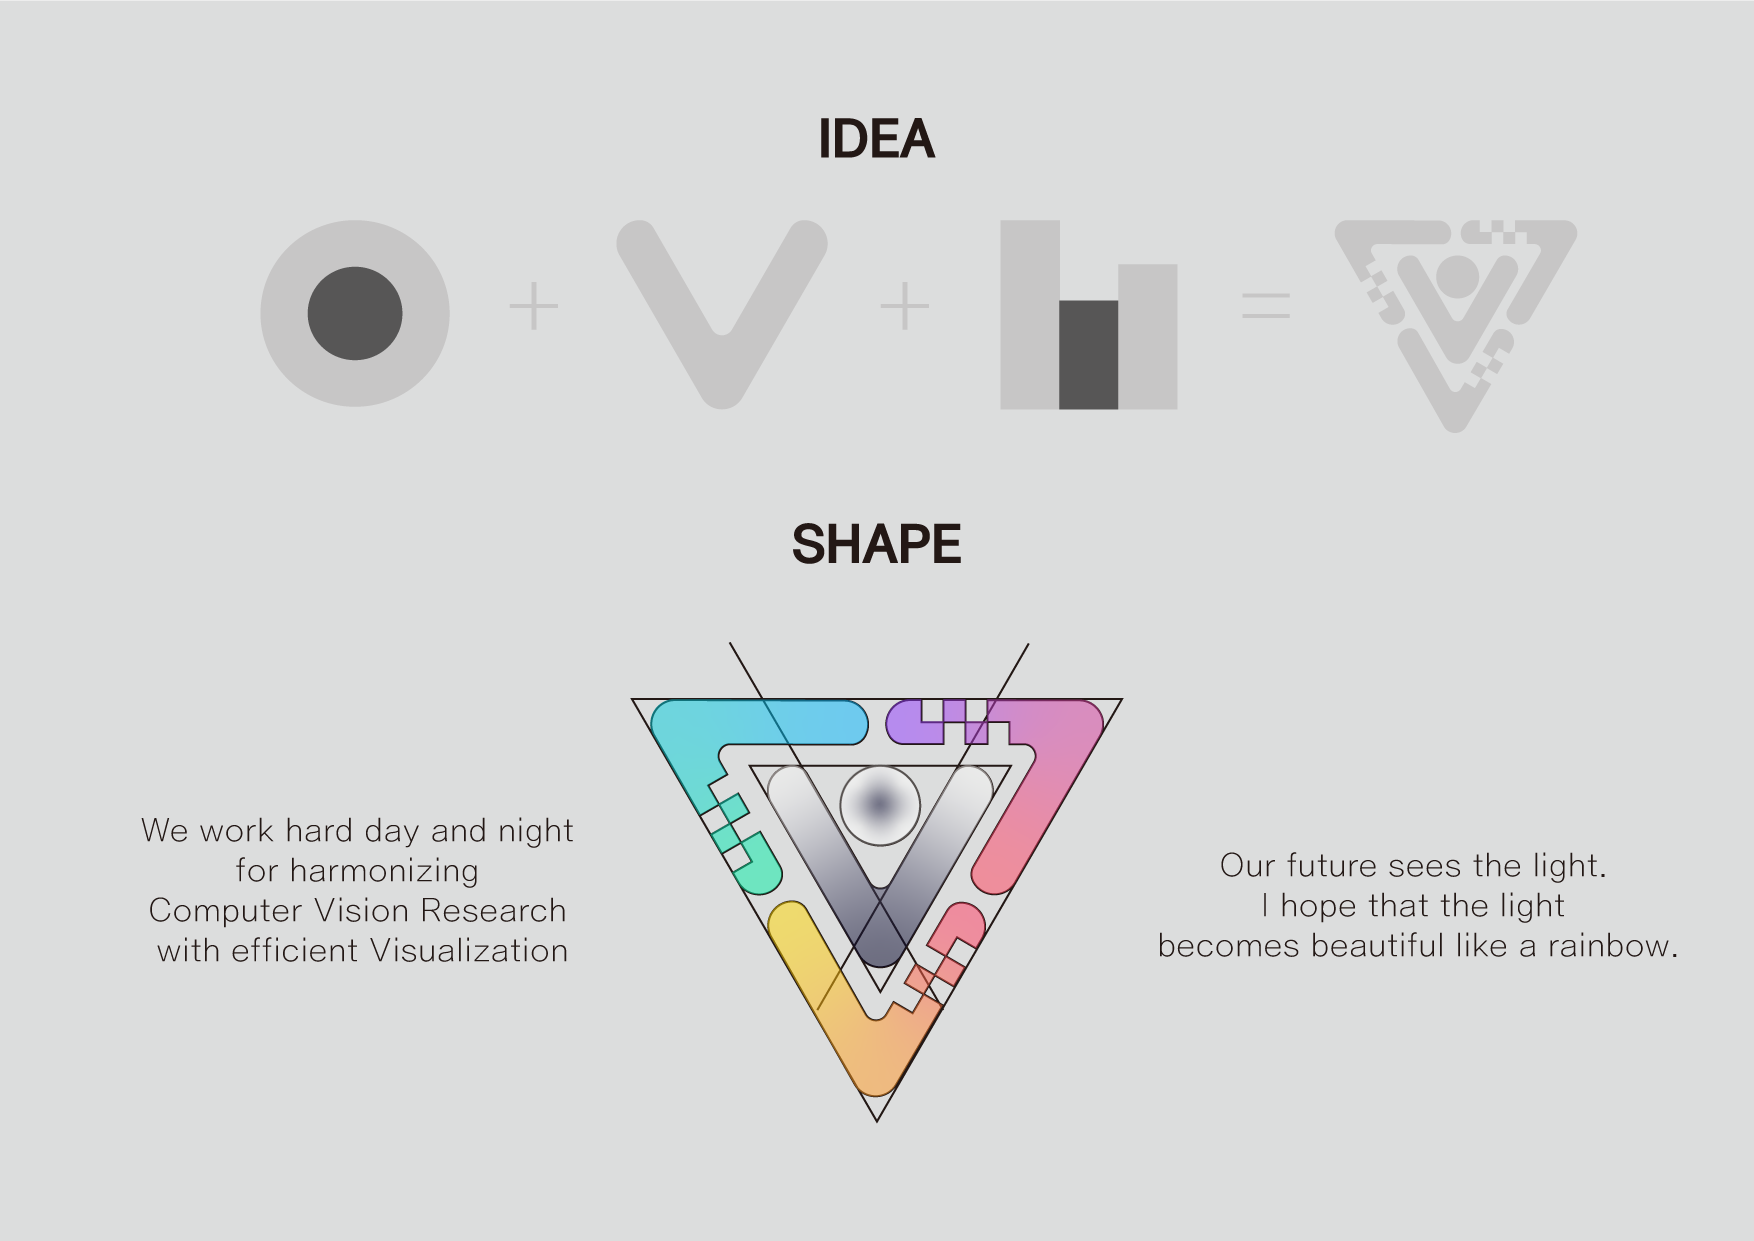 IDEA
SHAPE
We work hard day and night
for harmonizing
Computer Vision Research
with efficient Visualization
Our future sees the light.
I hope that the light
becomes beautiful like a rainbow.